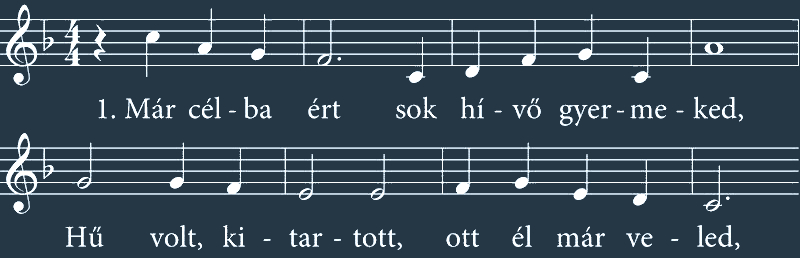 1. Már cél - ba ért sok hí - vő gyer - me - ked,
Hű volt, ki - tar - tott, ott él már ve - led,